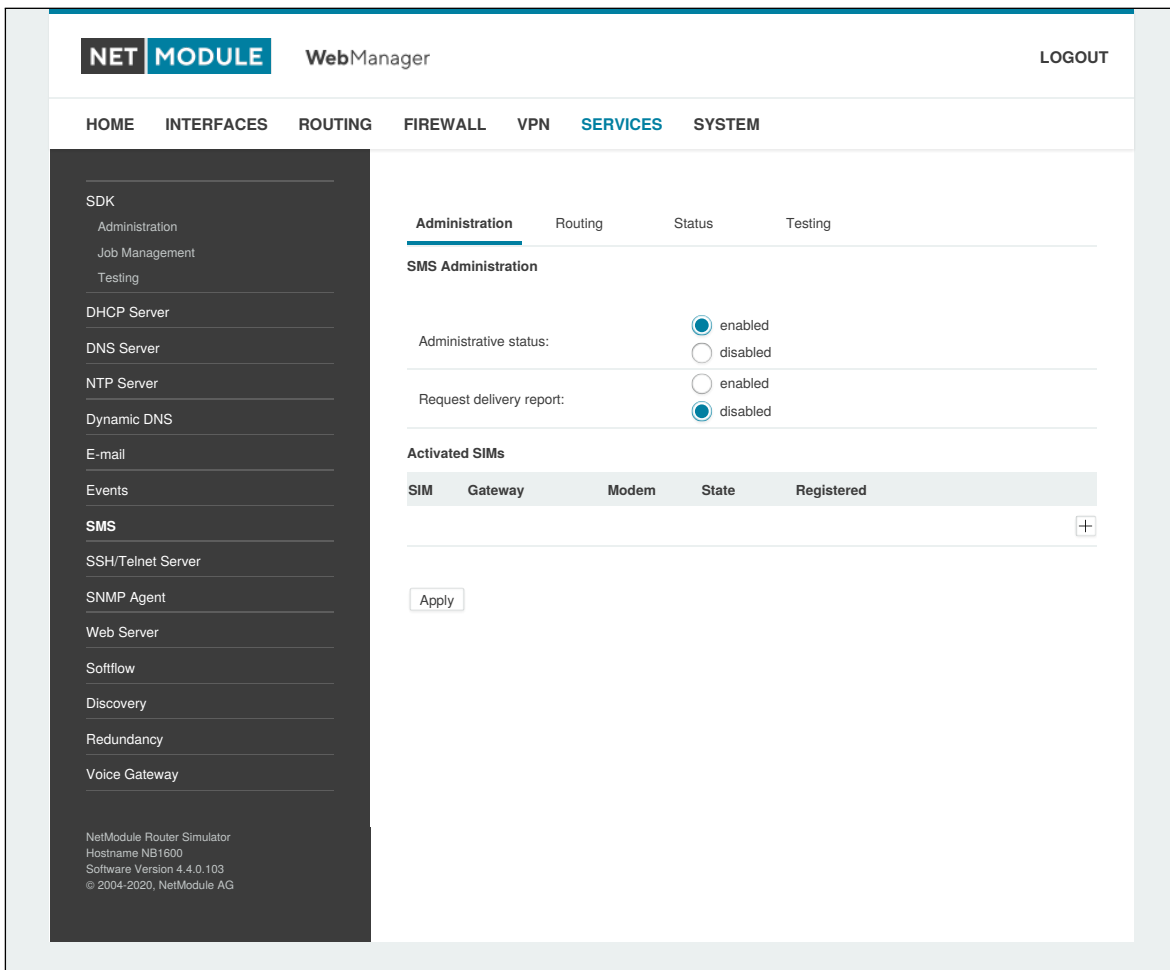 NET MODULE WebManager LOGOUT
HOME INTERFACES ROUTING FIREWALL VPN SERVICES SYSTEM
SDK
Administration
Job Management
Testing
DHCP Server
DNS Server
NTP Server
Dynamic DNS
E-mail
Events
SMS
SSH/Telnet Server
SNMP Agent
Web Server
Softflow
Discovery
Redundancy
Voice Gateway
NetModule Router Simulator
Hostname NB1600
Software Version 4.4.0.103
© 2004-2020, NetModule AG
Administration Routing Status Testing
SMS Administration
Administrative status:
enabled
disabled
Request delivery report:
enabled
disabled
Activated SIMs
SIM Gateway Modem State Registered
Apply